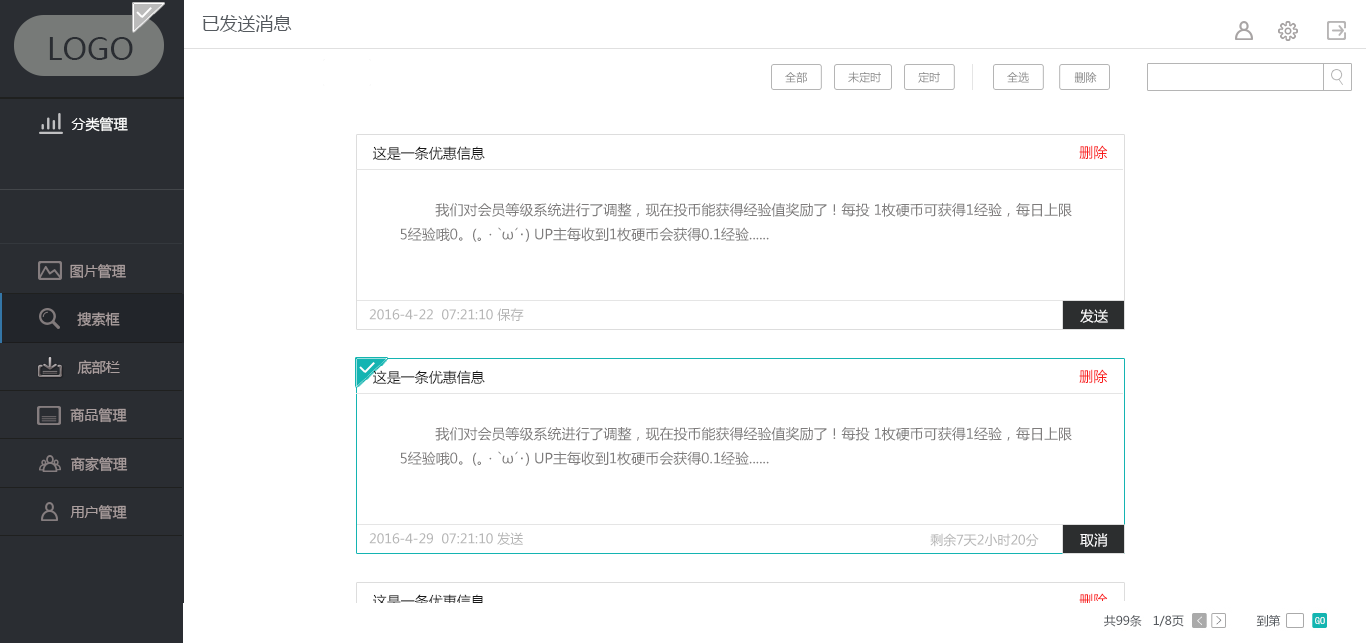 LOGO
已发送消息
分类管理
图片管理
搜索框
底部栏
商品管理
商家管理
用户管理
全部 未定时 定时 全选 删除
这是一条优惠信息 删除
我们对会员等级系统进行了调整，现在投币能获得经验值奖励了！每投 1枚硬币可获得1经验，每日上限
5经验哦0。(｡· `ω´·) UP主每收到1枚硬币会获得0.1经验......
2016-4-22 07:21:10 保存 发送
这是一条优惠信息 删除
我们对会员等级系统进行了调整，现在投币能获得经验值奖励了！每投 1枚硬币可获得1经验，每日上限
5经验哦0。(｡· `ω´·) UP主每收到1枚硬币会获得0.1经验......
2016-4-29 07:21:10 发送 剩余7天2小时20分 取消
这是一条优惠信息 删除
共99条 1/8页 < > 到第 GO